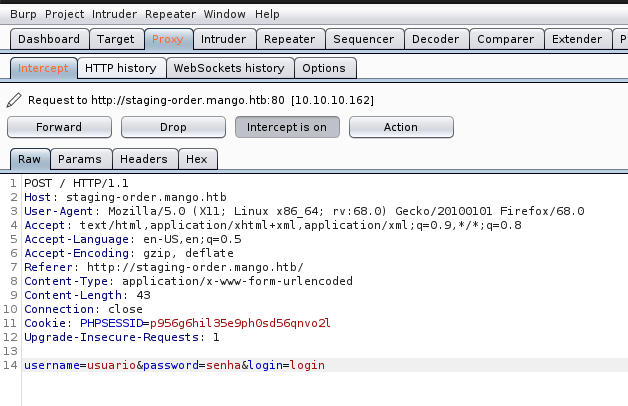 Burp Project Intruder Repeater Window Help
Dashboard Target Proxy Intruder Repeater Sequencer Decoder Comparer Extender P
Intercept HTTP history WebSockets history Options
Request to http://staging-order.mango.htb:80 [10.10.10.162]
Forward Drop Intercept is on Action
Raw Params Headers Hex
1 POST / HTTP/1.1
2 Host: staging-order.mango.htb
3 User-Agent: Mozilla/5.0 (X11; Linux x86_64; rv:68.0) Gecko/20100101 Firefox/68.0
4 Accept: text/html,application/xhtml+xml,application/xml;q=0.9,*/*;q=0.8
5 Accept-Language: en-US,en;q=0.5
6 Accept-Encoding: gzip, deflate
7 Referer: http://staging-order.mango.htb/
8 Content-Type: application/x-www-form-urlencoded
9 Content-Length: 43
10 Connection: close
11 Cookie: PHPSESSID=p956g6hil35e9ph0sd56qnvo2l
12 Upgrade-Insecure-Requests: 1
13
14 username=usuario&password=senha&login=login